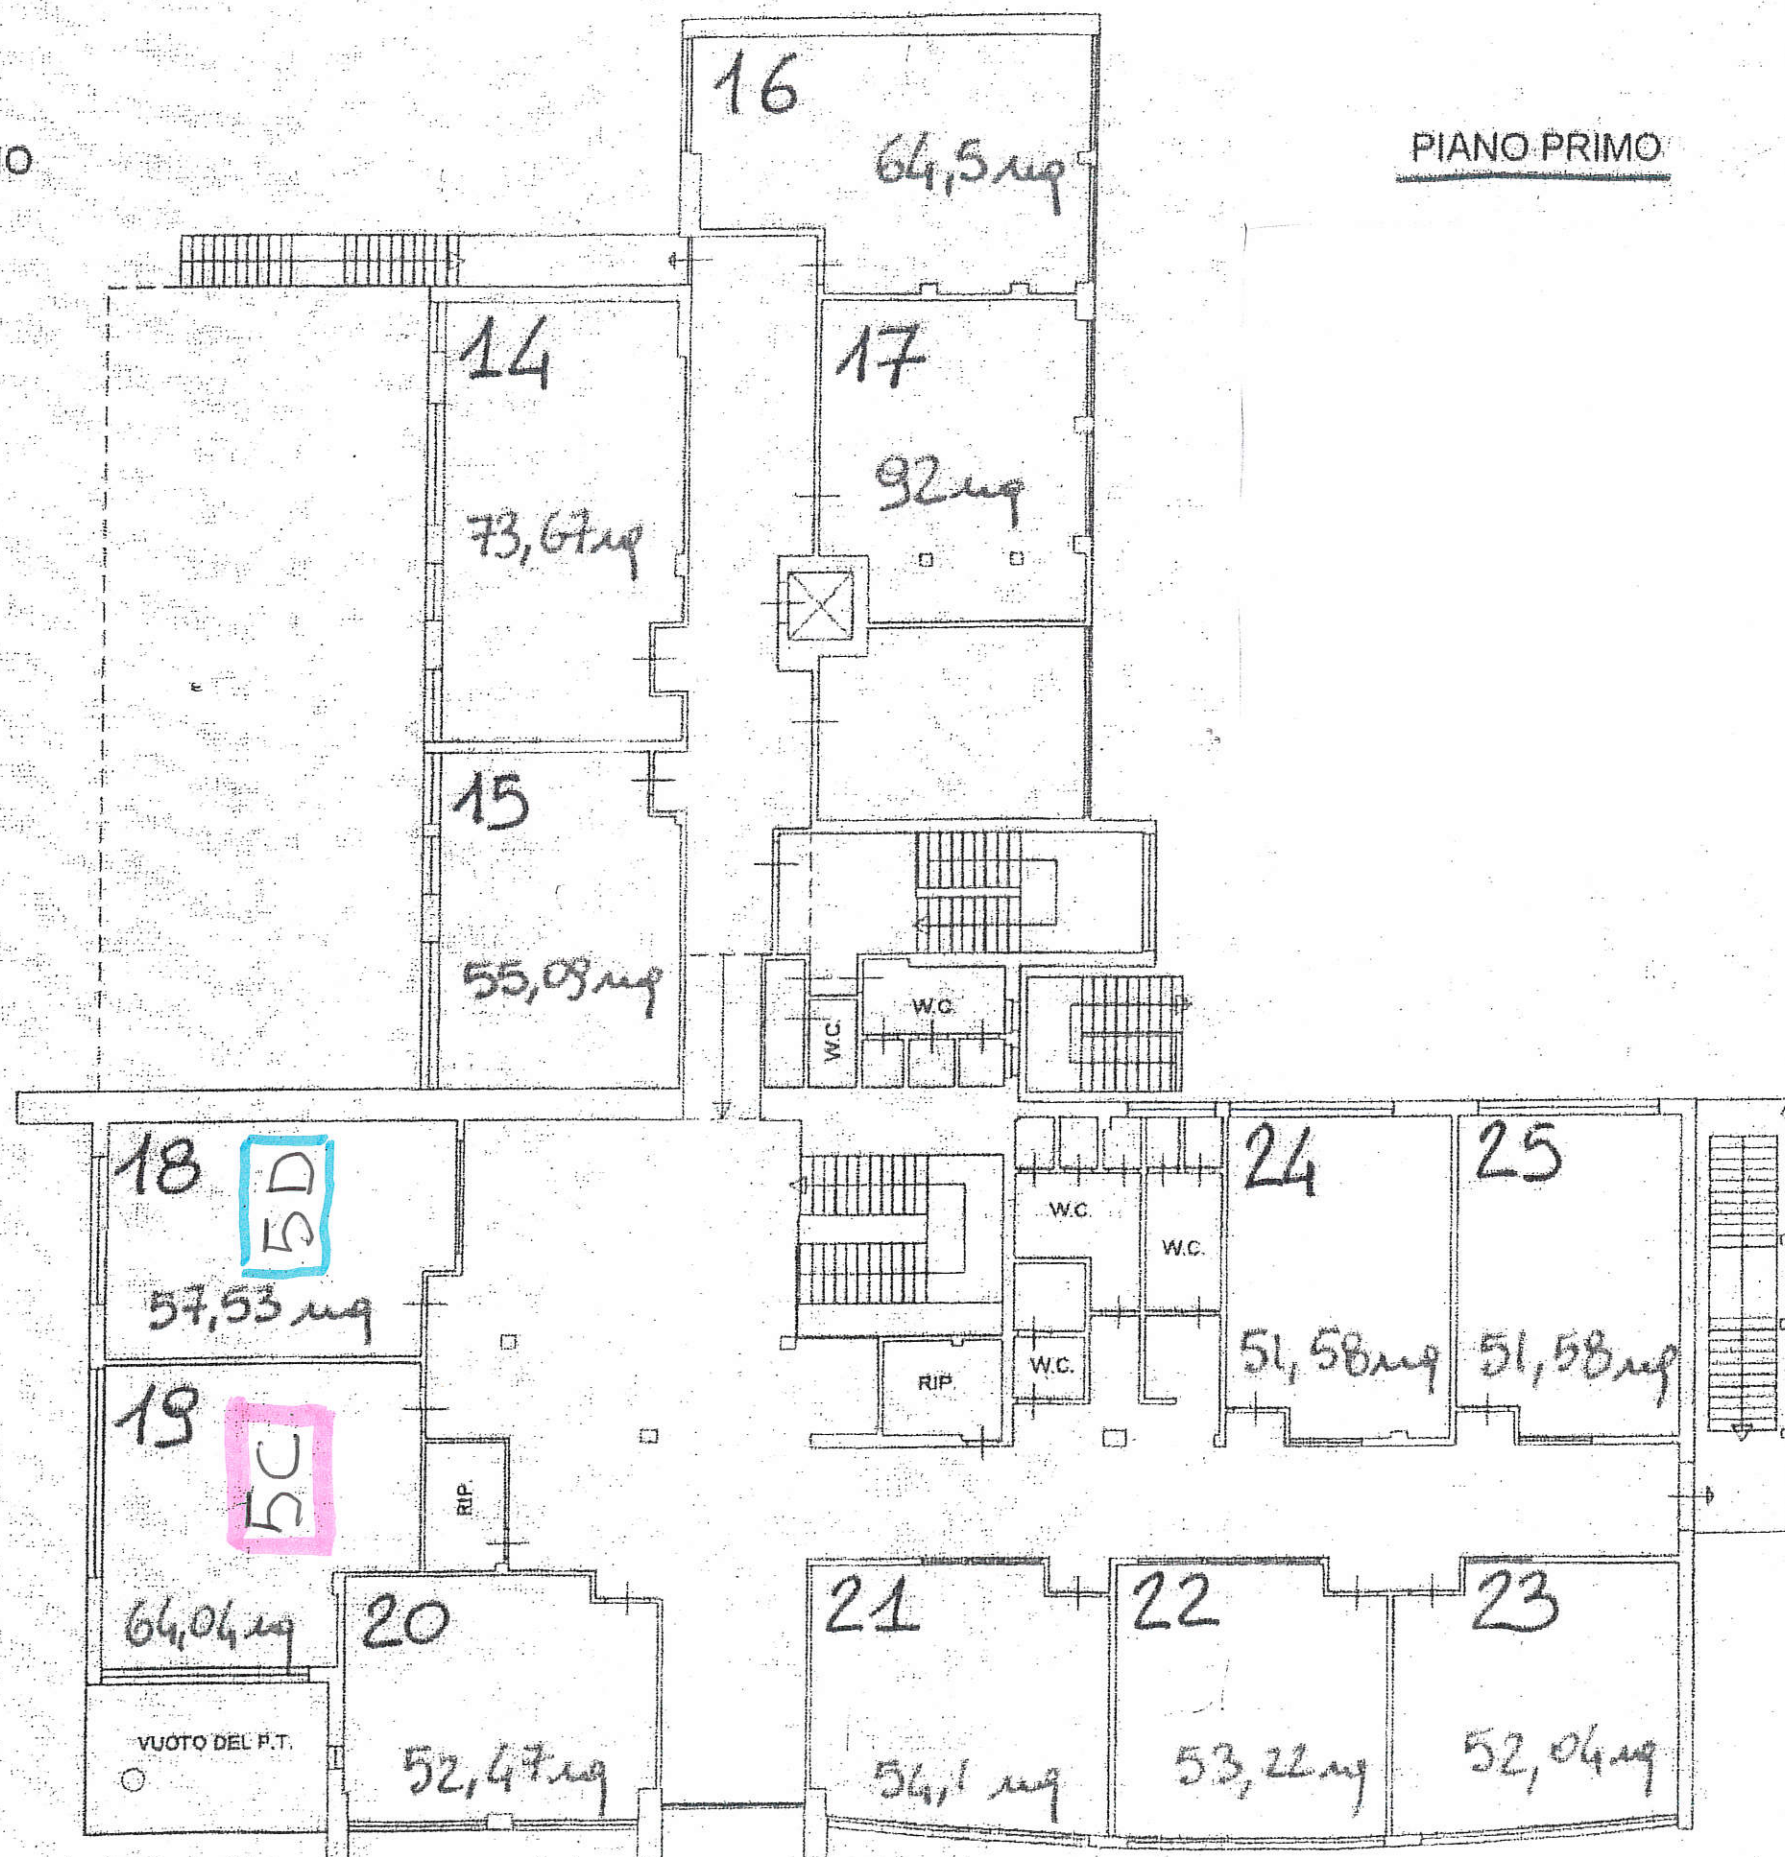 16
64,5 mq
IO
PIANO PRIMO
14
73,67 mq
17
92 mq
15
55,09 mq
W.C.
W.C.
18
5D
57,53 mq
24
51,58 mq
25
51,58 mq
W.C.
W.C.
W.C.
RIP.
19
5C
64,04 mq
RIP.
20
52,47 mq
21
54,1 mq
22
53,22 mq
23
52,04 mq
VUOTO DEL P.T.